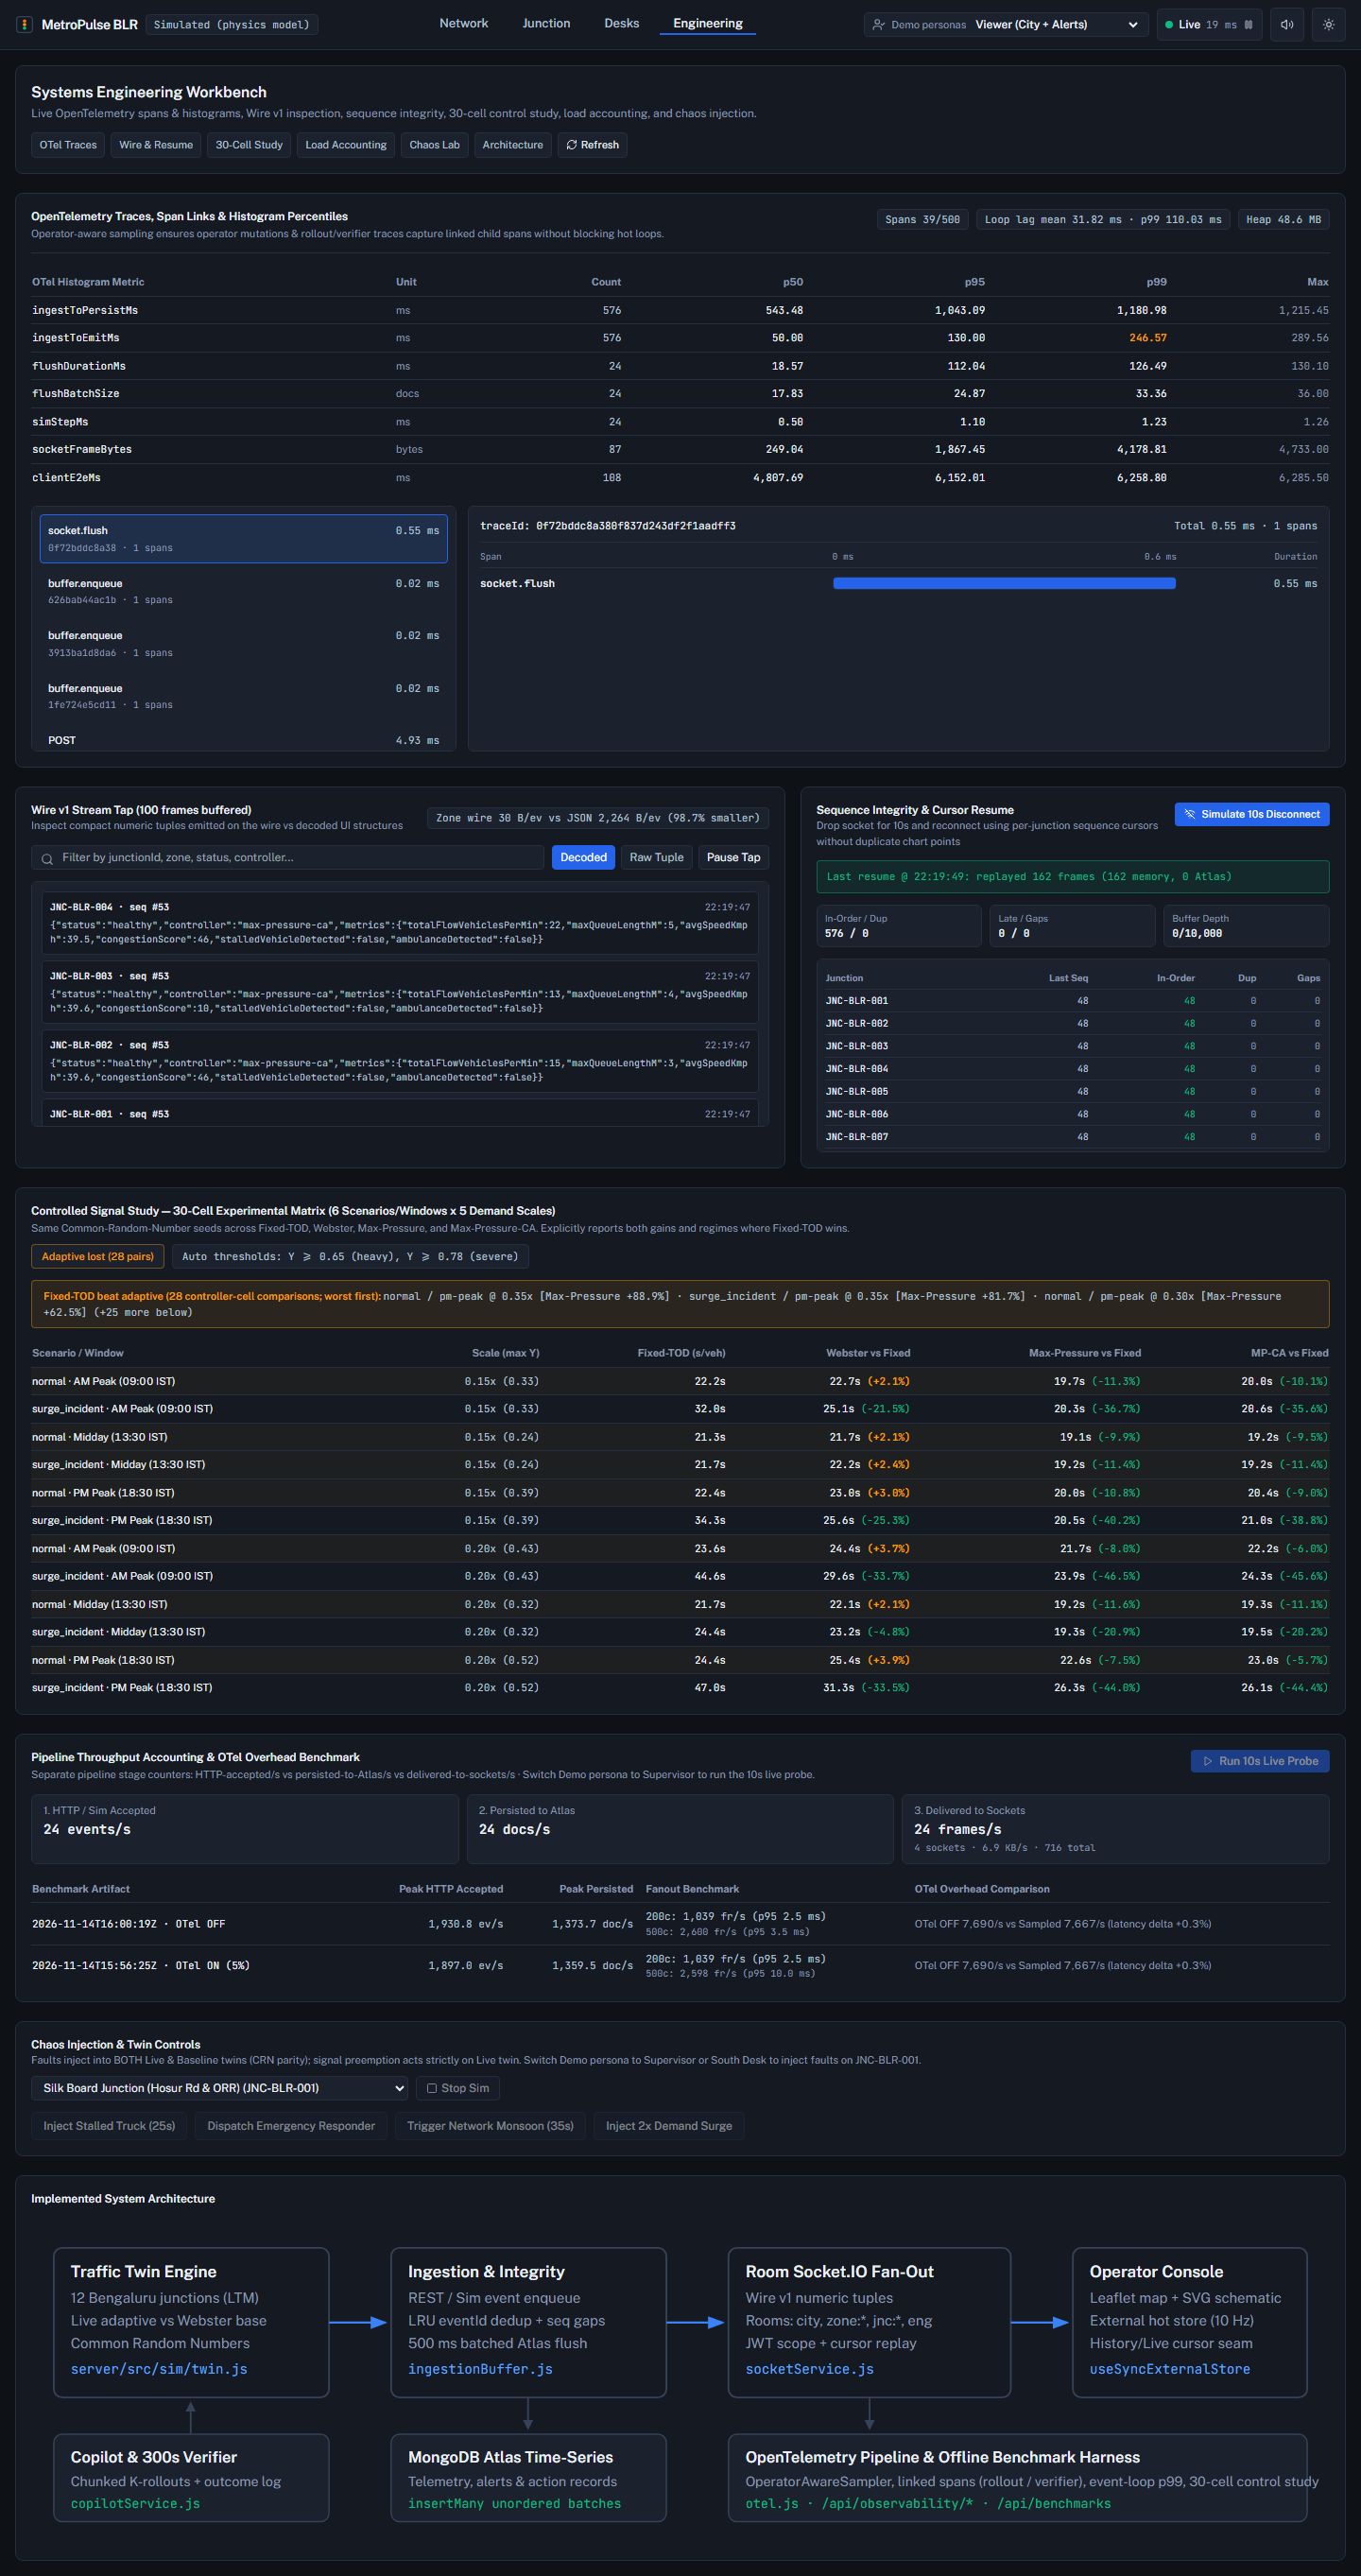 MetroPulse BLR
Simulated (physics model)
Network
Junction
Desks
Engineering
Demo personas
Viewer (City + Alerts)
Live 19 ms
Systems Engineering Workbench
Live OpenTelemetry spans & histograms, Wire v1 inspection, sequence integrity, 30-cell control study, load accounting, and chaos injection.
OTel Traces
Wire & Resume
30-Cell Study
Load Accounting
Chaos Lab
Architecture
Refresh
OpenTelemetry Traces, Span Links & Histogram Percentiles
Operator-aware sampling ensures operator mutations & rollout/verifier traces capture linked child spans without blocking hot loops.
Spans 39/500
Loop lag mean 31.82 ms · p99 110.03 ms
Heap 48.6 MB
OTel Histogram Metric Unit Count p50 p95 p99 Max
ingestToPersistMs ms 576 543.48 1,043.09 1,180.98 1,215.45
ingestToEmitMs ms 576 50.00 130.00 246.57 289.56
flushDurationMs ms 24 18.57 112.04 126.49 130.10
flushBatchSize docs 24 17.83 24.87 33.36 36.00
simStepMs ms 24 0.50 1.10 1.23 1.26
socketFrameBytes bytes 87 249.04 1,867.45 4,178.81 4,733.00
clientE2eMs ms 108 4,807.69 6,152.01 6,258.80 6,285.50
socket.flush 0.55 ms
0f72bddc8a38 · 1 spans
buffer.enqueue 0.02 ms
626bab44ac1b · 1 spans
buffer.enqueue 0.02 ms
3913ba1d8da6 · 1 spans
buffer.enqueue 0.02 ms
1fe724e5cd11 · 1 spans
POST 4.93 ms
traceId: 0f72bddc8a380f837d243df2f1aadff3
Total 0.55 ms · 1 spans
Span 0 ms 0.6 ms Duration
socket.flush 0.55 ms
Wire v1 Stream Tap (100 frames buffered)
Inspect compact numeric tuples emitted on the wire vs decoded UI structures
Zone wire 30 B/ev vs JSON 2,264 B/ev (98.7% smaller)
Filter by junctionId, zone, status, controller...
Decoded
Raw Tuple
Pause Tap
JNC-BLR-004 · seq #53 22:19:47
{"status":"healthy","controller":"max-pressure-ca","metrics":{"totalFlowVehiclesPerMin":22,"maxQueueLengthM":5,"avgSpeedKmp
h":39.5,"congestionScore":46,"stalledVehicleDetected":false,"ambulanceDetected":false}}
JNC-BLR-003 · seq #53 22:19:47
{"status":"healthy","controller":"max-pressure-ca","metrics":{"totalFlowVehiclesPerMin":13,"maxQueueLengthM":4,"avgSpeedKmp
h":39.6,"congestionScore":10,"stalledVehicleDetected":false,"ambulanceDetected":false}}
JNC-BLR-002 · seq #53 22:19:47
{"status":"healthy","controller":"max-pressure-ca","metrics":{"totalFlowVehiclesPerMin":15,"maxQueueLengthM":3,"avgSpeedKmp
h":39.6,"congestionScore":46,"stalledVehicleDetected":false,"ambulanceDetected":false}}
JNC-BLR-001 · seq #53 22:19:47
Sequence Integrity & Cursor Resume
Drop socket for 10s and reconnect using per-junction sequence cursors
without duplicate chart points
Simulate 10s Disconnect
Last resume @ 22:19:49: replayed 162 frames (162 memory, 0 Atlas)
In-Order / Dup
576 / 0
Late / Gaps
0 / 0
Buffer Depth
0/10,000
Junction Last Seq In-Order Dup Gaps
JNC-BLR-001 48 48 0 0
JNC-BLR-002 48 48 0 0
JNC-BLR-003 48 48 0 0
JNC-BLR-004 48 48 0 0
JNC-BLR-005 48 48 0 0
JNC-BLR-006 48 48 0 0
JNC-BLR-007 48 48 0 0
Controlled Signal Study — 30-Cell Experimental Matrix (6 Scenarios/Windows x 5 Demand Scales)
Same Common-Random-Number seeds across Fixed-TOD, Webster, Max-Pressure, and Max-Pressure-CA. Explicitly reports both gains and regimes where Fixed-TOD wins.
Adaptive lost (28 pairs)
Auto thresholds: Y ≥ 0.65 (heavy), Y ≥ 0.78 (severe)
Fixed-TOD beat adaptive (28 controller-cell comparisons; worst first): normal / pm-peak @ 0.35x [Max-Pressure +88.9%] · surge_incident / pm-peak @ 0.35x [Max-Pressure +81.7%] · normal / pm-peak @ 0.30x [Max-Pressure
+62.5%] (+25 more below)
Scenario / Window Scale (max Y) Fixed-TOD (s/veh) Webster vs Fixed Max-Pressure vs Fixed MP-CA vs Fixed
normal · AM Peak (09:00 IST) 0.15x (0.33) 22.2s 22.7s (+2.1%) 19.7s (-11.3%) 20.0s (-10.1%)
surge_incident · AM Peak (09:00 IST) 0.15x (0.33) 32.0s 25.1s (-21.5%) 20.3s (-36.7%) 20.6s (-35.6%)
normal · Midday (13:30 IST) 0.15x (0.24) 21.3s 21.7s (+2.1%) 19.1s (-9.9%) 19.2s (-9.5%)
surge_incident · Midday (13:30 IST) 0.15x (0.24) 21.7s 22.2s (+2.4%) 19.2s (-11.4%) 19.2s (-11.4%)
normal · PM Peak (18:30 IST) 0.15x (0.39) 22.4s 23.0s (+3.0%) 20.0s (-10.8%) 20.4s (-9.0%)
surge_incident · PM Peak (18:30 IST) 0.15x (0.39) 34.3s 25.6s (-25.3%) 20.5s (-40.2%) 21.0s (-38.8%)
normal · AM Peak (09:00 IST) 0.20x (0.43) 23.6s 24.4s (+3.7%) 21.7s (-8.0%) 22.2s (-6.0%)
surge_incident · AM Peak (09:00 IST) 0.20x (0.43) 44.6s 29.6s (-33.7%) 23.9s (-46.5%) 24.3s (-45.6%)
normal · Midday (13:30 IST) 0.20x (0.32) 21.7s 22.1s (+2.1%) 19.2s (-11.6%) 19.3s (-11.1%)
surge_incident · Midday (13:30 IST) 0.20x (0.32) 24.4s 23.2s (-4.8%) 19.3s (-20.9%) 19.5s (-20.2%)
normal · PM Peak (18:30 IST) 0.20x (0.52) 24.4s 25.4s (+3.9%) 22.6s (-7.5%) 23.0s (-5.7%)
surge_incident · PM Peak (18:30 IST) 0.20x (0.52) 47.0s 31.3s (-33.5%) 26.3s (-44.0%) 26.1s (-44.4%)
Pipeline Throughput Accounting & OTel Overhead Benchmark
Separate pipeline stage counters: HTTP-accepted/s vs persisted-to-Atlas/s vs delivered-to-sockets/s · Switch Demo persona to Supervisor to run the 10s live probe.
Run 10s Live Probe
1. HTTP / Sim Accepted
24 events/s
2. Persisted to Atlas
24 docs/s
3. Delivered to Sockets
24 frames/s
4 sockets · 6.9 KB/s · 716 total
Benchmark Artifact Peak HTTP Accepted Peak Persisted Fanout Benchmark OTel Overhead Comparison
2026-11-14T16:00:19Z · OTel OFF 1,930.8 ev/s 1,373.7 doc/s 200c: 1,039 fr/s (p95 2.5 ms) OTel OFF 7,690/s vs Sampled 7,667/s (latency delta +0.3%)
500c: 2,600 fr/s (p95 3.5 ms)
2026-11-14T15:56:25Z · OTel ON (5%) 1,897.0 ev/s 1,359.5 doc/s 200c: 1,039 fr/s (p95 2.5 ms) OTel OFF 7,690/s vs Sampled 7,667/s (latency delta +0.3%)
500c: 2,598 fr/s (p95 10.0 ms)
Chaos Injection & Twin Controls
Faults inject into BOTH Live & Baseline twins (CRN parity); signal preemption acts strictly on Live twin. Switch Demo persona to Supervisor or South Desk to inject faults on JNC-BLR-001.
Silk Board Junction (Hosur Rd & ORR) (JNC-BLR-001)
Stop Sim
Inject Stalled Truck (25s)
Dispatch Emergency Responder
Trigger Network Monsoon (35s)
Inject 2x Demand Surge
Implemented System Architecture
Traffic Twin Engine
12 Bengaluru junctions (LTM)
Live adaptive vs Webster base
Common Random Numbers
server/src/sim/twin.js
Ingestion & Integrity
REST / Sim event enqueue
LRU eventId dedup + seq gaps
500 ms batched Atlas flush
ingestionBuffer.js
Room Socket.IO Fan-Out
Wire v1 numeric tuples
Rooms: city, zone:*, jnc:*, eng
JWT scope + cursor replay
socketService.js
Operator Console
Leaflet map + SVG schematic
External hot store (10 Hz)
History/Live cursor seam
useSyncExternalStore
Copilot & 300s Verifier
Chunked K-rollouts + outcome log
copilotService.js
MongoDB Atlas Time-Series
Telemetry, alerts & action records
insertMany unordered batches
OpenTelemetry Pipeline & Offline Benchmark Harness
OperatorAwareSampler, linked spans (rollout / verifier), event-loop p99, 30-cell control study
otel.js · /api/observability/* · /api/benchmarks